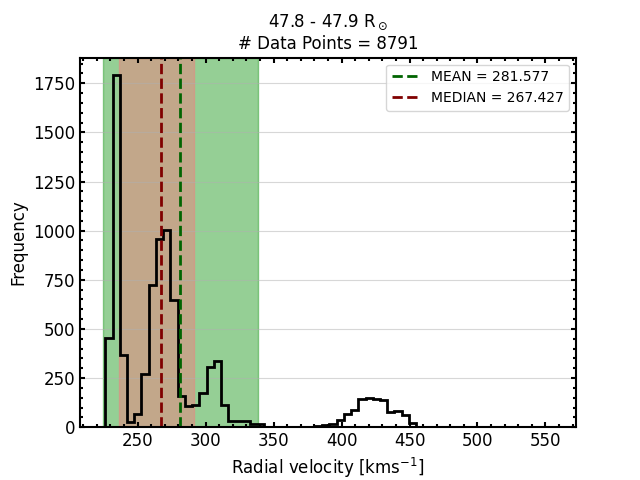 47.8 - 47.9 R⊙
# Data Points = 8791
MEAN = 281.577
MEDIAN = 267.427
Frequency
1750
1500
1250
1000
750
500
250
0
250 300 350 400 450 500 550
Radial velocity [kms⁻¹]